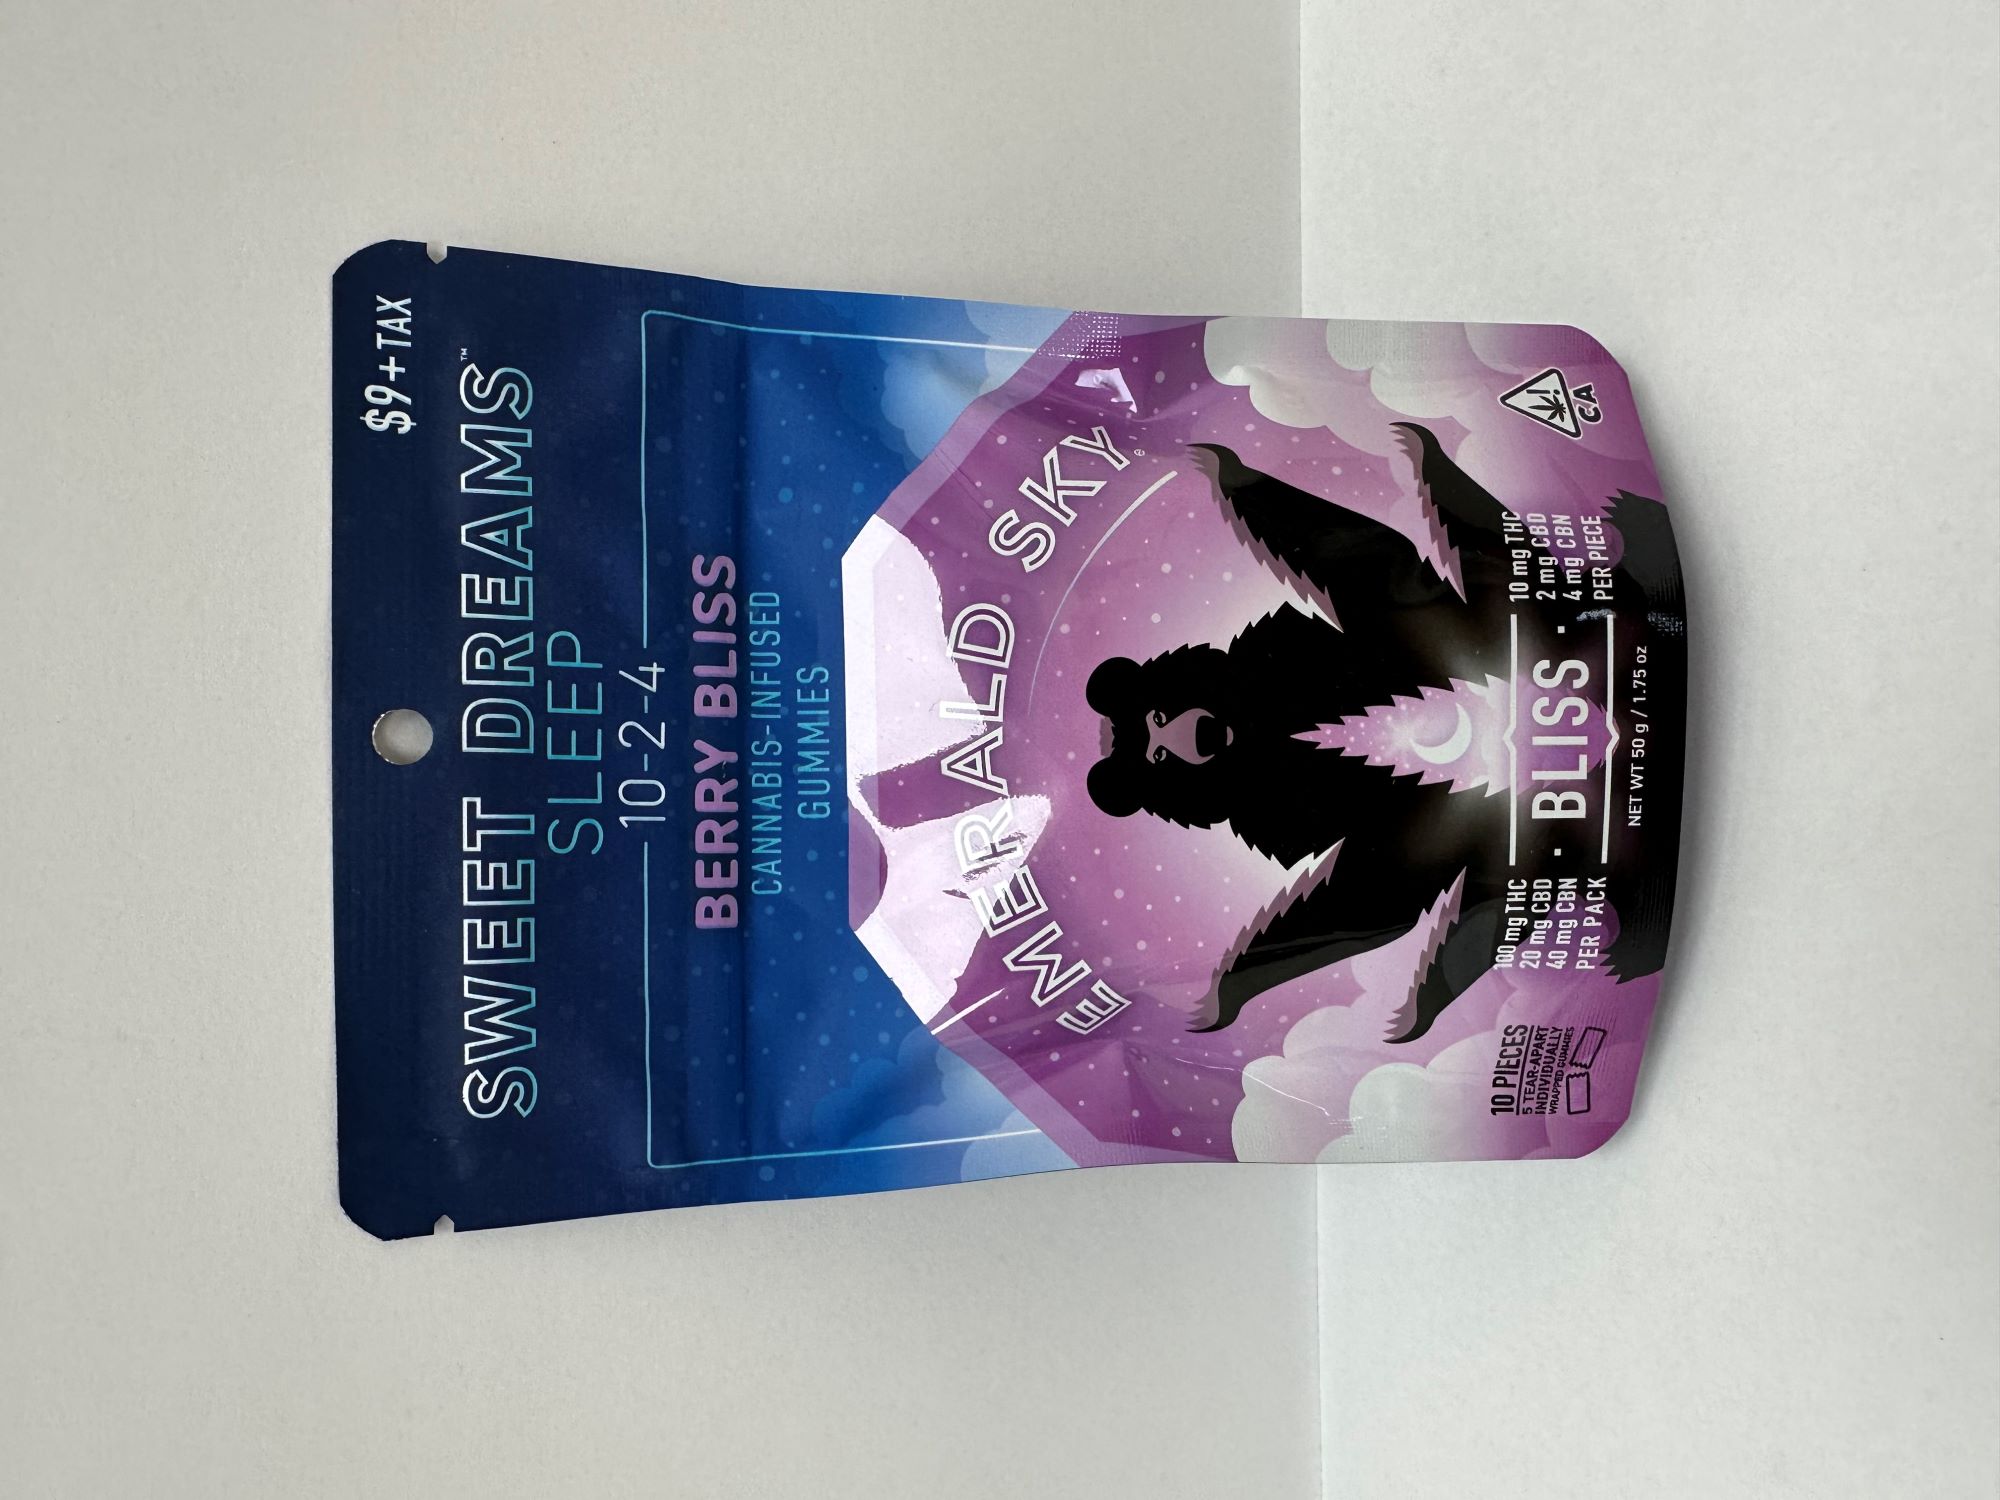 $9+TAX
SWEET DREAMS™
SLEEP
10-2-4
BERRY BLISS
CANNABIS-INFUSED
GUMMIES
EMERALD SKY®
10 PIECES
5 TEAR-APART
INDIVIDUALLY
WRAPPED GUMMIES
100 mg THC
20 mg CBD
40 mg CBN
PER PACK
· BLISS ·
10 mg THC
2 mg CBD
4 mg CBN
PER PIECE
!
CA
NET WT 50 g / 1.75 oz